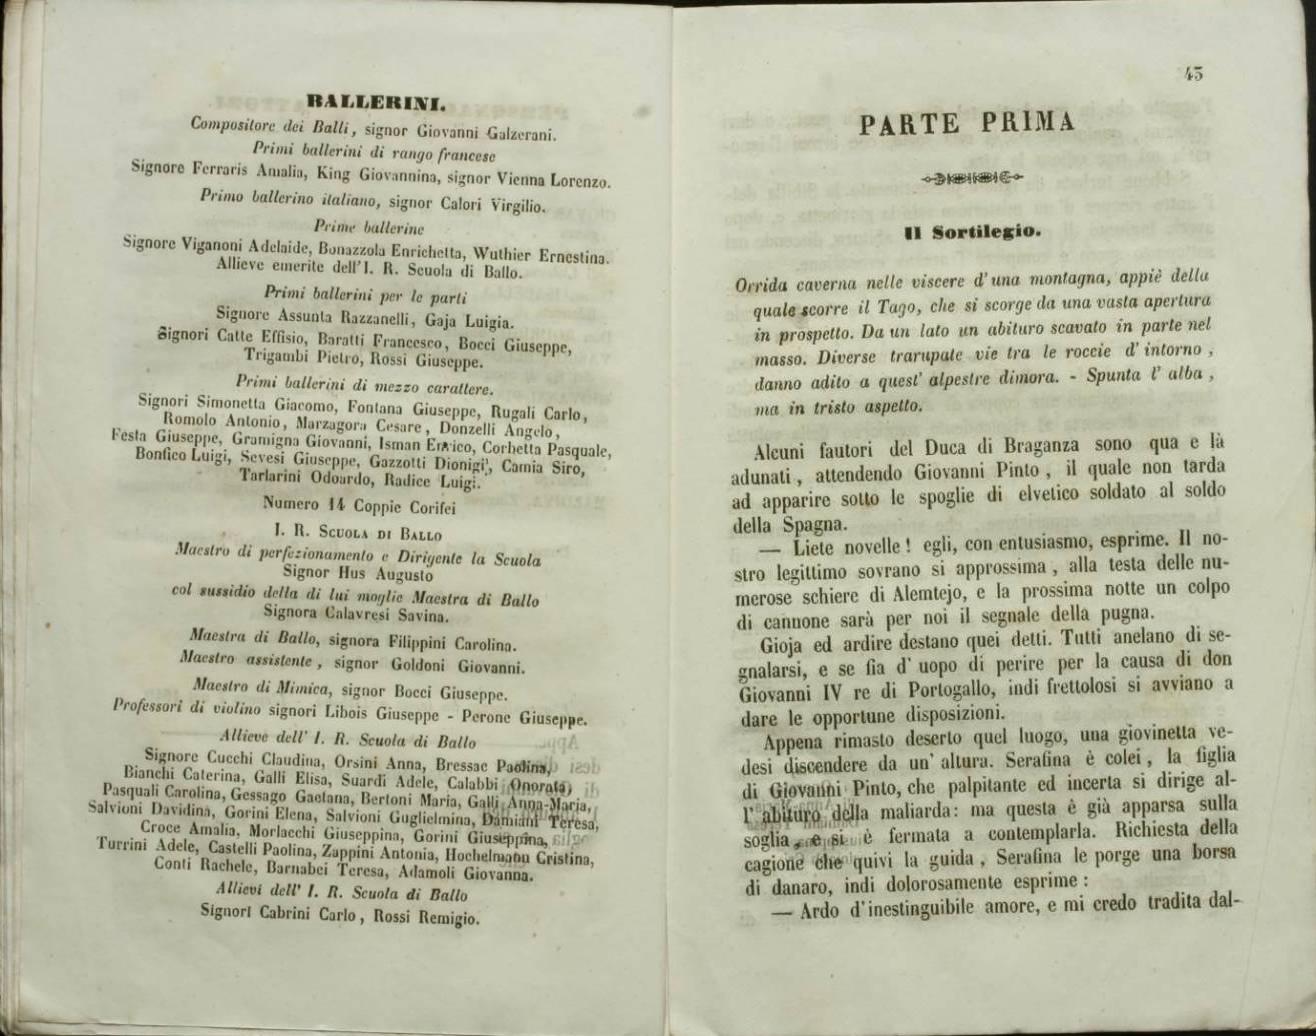 BALLERINI.
Compositore dei Balli, signor Giovanni Galzerani.
Primi ballerini di rango francese
Signore Ferraris Amalia, King Giovannina, signor Vienna Lorenzo.
Primo ballerino italiano, signor Calori Virgilio.
Prime ballerine
Signore Viganoni Adelaide, Bonazzola Enrichetta, Wuthier Ernestina.
Allieve emerite dell' I. R. Scuola di Ballo.
Primi ballerini per le parti
Signore Assunta Razzanelli, Gaja Luigia.
Signori Catte Effisio, Baratti Francesco, Bocci Giuseppe,
Trigambi Pietro, Rossi Giuseppe.
Primi ballerini di mezzo carattere.
Signori Simonetta Giacomo, Fontana Giuseppe, Rugali Carlo,
Romolo Antonio, Marzagora Cesare, Donzelli Angelo,
Festa Giuseppe, Gramigna Giovanni, Isman Enrico, Corbetta Pasquale,
Bonfico Luigi, Sevesi Giuseppe, Gazzotti Dionigi, Camia Siro,
Tartarini Odoardo, Radice Luigi.
Numero 14 Coppie Corifei
I. R. SCUOLA DI BALLO
Maestro di perfezionamento e Dirigente la Scuola
Signor Hus Augusto
col sussidio della di lui moglie Maestra di Ballo
Signora Calavresi Savina.
Maestra di Ballo, signora Filippini Carolina.
Maestro assistente, signor Goldoni Giovanni.
Maestro di Mimica, signor Bocci Giuseppe.
Professori di violino signori Libois Giuseppe - Perone Giuseppe.
Allieve dell' I. R. Scuola di Ballo
Signore Cucchi Claudina, Orsini Anna, Bressac Paolina,
Bianchi Caterina, Galli Elisa, Suardi Adele, Calabbi Onorata,
Pasquali Carolina, Gessago Gaetana, Bertoni Maria, Galli Anna-Maria,
Salvioni Davidina, Gorini Elena, Salvioni Guglielmina, Damiani Teresa,
Croce Amalia, Morlacchi Giuseppina, Gorini Giuseppina,
Turrini Adele, Castelli Paolina, Zappini Antonia, Hochelmann Cristina,
Conti Rachele, Barnabei Teresa, Adamoli Giovanna.
Allievi dell' I. R. Scuola di Ballo
Signori Cabrini Carlo, Rossi Remigio.
43
PARTE PRIMA
Il Sortilegio.
Orrida caverna nelle viscere d'una montagna, appiè della
quale scorre il Tago, che si scorge da una vasta apertura
in prospetto. Da un lato un abituro scavato in parte nel
masso. Diverse trarupate vie tra le roccie d'intorno,
danno adito a quest' alpestre dimora. - Spunta l' alba,
ma in tristo aspetto.
Alcuni fautori del Duca di Braganza sono qua e là
adunati, attendendo Giovanni Pinto, il quale non tarda
ad apparire sotto le spoglie di elvetico soldato al soldo
della Spagna.
— Liete novelle! egli, con entusiasmo, esprime. Il no-
stro legittimo sovrano si approssima, alla testa delle nu-
merose schiere di Alemtejo, e la prossima notte un colpo
di cannone sarà per noi il segnale della pugna.
Gioja ed ardire destano quei detti. Tutti anelano di se-
gnalarsi, e se fia d' uopo di perire per la causa di don
Giovanni IV re di Portogallo, indi frettolosi si avviano a
dare le opportune disposizioni.
Appena rimasto deserto quel luogo, una giovinetta ve-
desi discendere da un' altura. Serafina è colei, la figlia
di Giovanni Pinto, che palpitante ed incerta si dirige al-
l' abituro della maliarda: ma questa è già apparsa sulla
soglia, e si è fermata a contemplarla. Richiesta della
cagione che quivi la guida, Serafina le porge una borsa
di danaro, indi dolorosamente esprime:
— Ardo d'inestinguibile amore, e mi credo tradita dal-